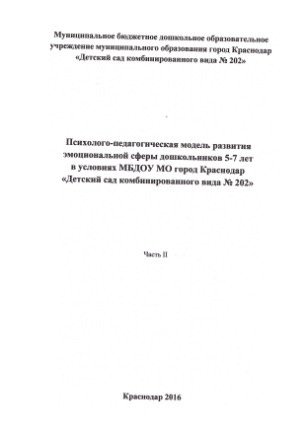 Муниципальное бюджетное дошкольное образовательное
учреждение муниципального образования город Краснодар
«Детский сад комбинированного вида № 202»
Психолого-педагогическая модель развития
эмоциональной сферы дошкольников 5-7 лет
в условиях МБДОУ МО город Краснодар
«Детский сад комбинированного вида № 202»
Часть II
Краснодар 2016